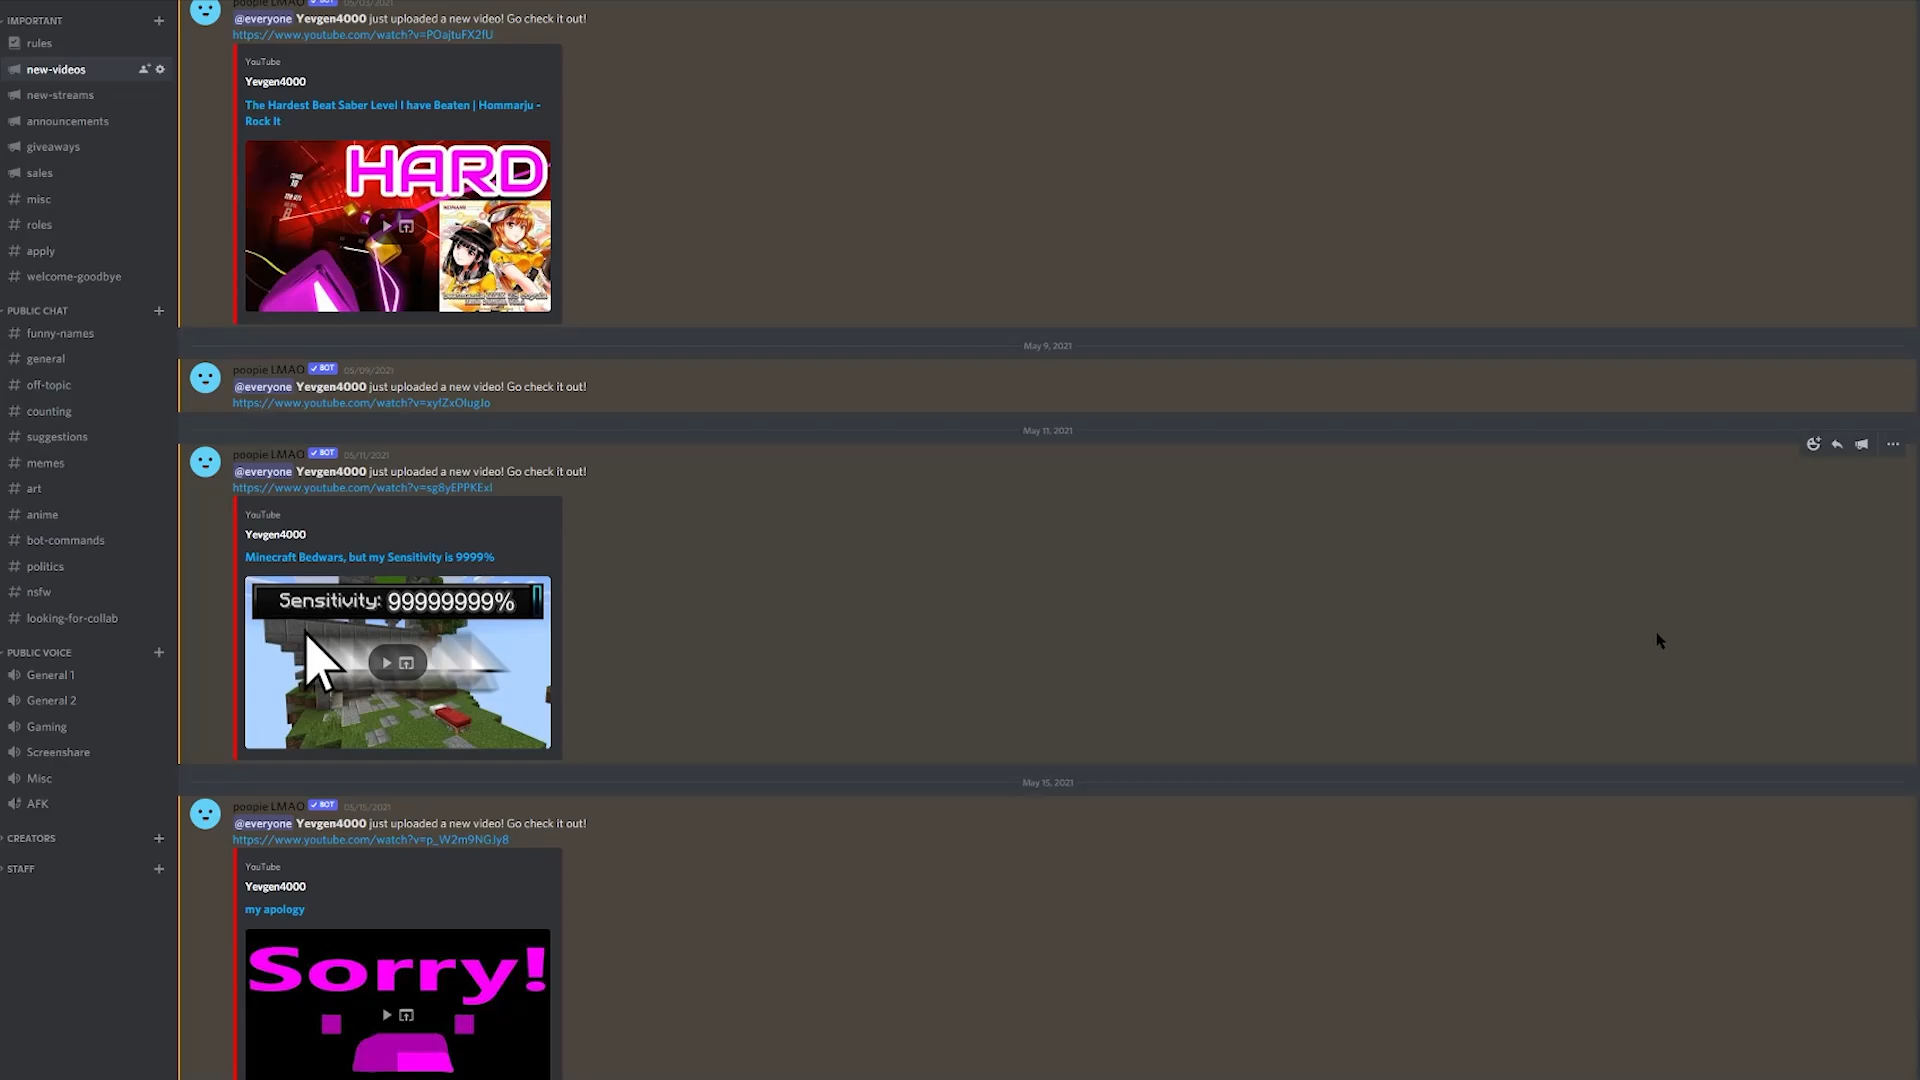 IMPORTANT
rules
new-videos
new-streams
announcements
giveaways
sales
misc
roles
apply
welcome-goodbye
PUBLIC CHAT
funny-names
general
off-topic
counting
suggestions
memes
art
anime
bot-commands
politics
nsfw
looking-for-collab
PUBLIC VOICE
General 1
General 2
Gaming
Screenshare
Misc
AFK
CREATORS
STAFF
poopie LMAO BOT 05/03/2021
@everyone Yevgen4000 just uploaded a new video! Go check it out!
https://www.youtube.com/watch?v=POajtuFX2fU
YouTube
Yevgen4000
The Hardest Beat Saber Level I have Beaten | Hommarju -
Rock It
HARD
KONAMI
May 9, 2021
poopie LMAO BOT 05/09/2021
@everyone Yevgen4000 just uploaded a new video! Go check it out!
https://www.youtube.com/watch?v=xyfZxOIugJo
May 11, 2021
poopie LMAO BOT 05/11/2021
@everyone Yevgen4000 just uploaded a new video! Go check it out!
https://www.youtube.com/watch?v=sg8yEPPKExI
YouTube
Yevgen4000
Minecraft Bedwars, but my Sensitivity is 9999%
Sensitivity: 99999999%
May 15, 2021
poopie LMAO BOT 05/15/2021
@everyone Yevgen4000 just uploaded a new video! Go check it out!
https://www.youtube.com/watch?v=p_W2m9NGJy8
YouTube
Yevgen4000
my apology
Sorry!